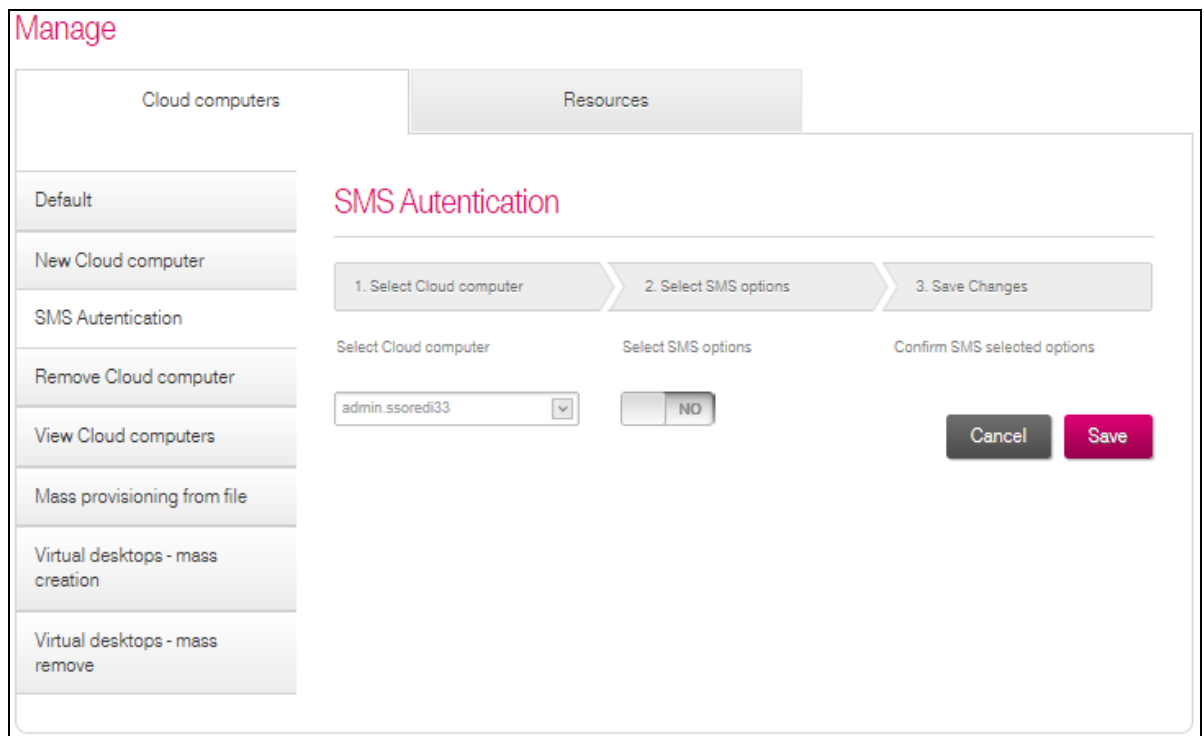 Manage
Cloud computers
Resources
Default
New Cloud computer
SMS Autentication
Remove Cloud computer
View Cloud computers
Mass provisioning from file
Virtual desktops - mass
creation
Virtual desktops - mass
remove
SMS Autentication
1. Select Cloud computer
2. Select SMS options
3. Save Changes
Select Cloud computer
Select SMS options
Confirm SMS selected options
admin.ssoredi33
NO
Cancel
Save